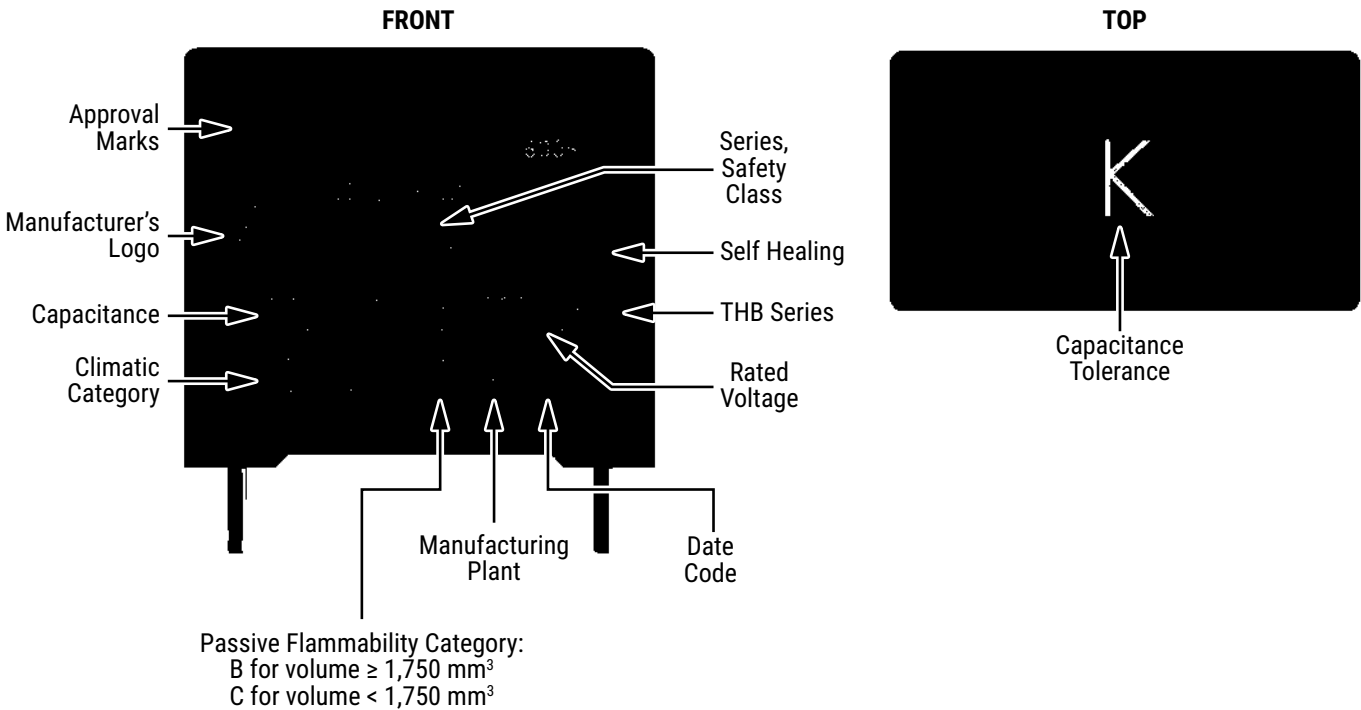 FRONT
TOP
Approval
Marks
Manufacturer's
Logo
Capacitance
Climatic
Category
Series,
Safety
Class
Self Healing
THB Series
Rated
Voltage
Manufacturing
Plant
Date
Code
Passive Flammability Category:
B for volume ≥ 1,750 mm³
C for volume < 1,750 mm³
K
Capacitance
Tolerance